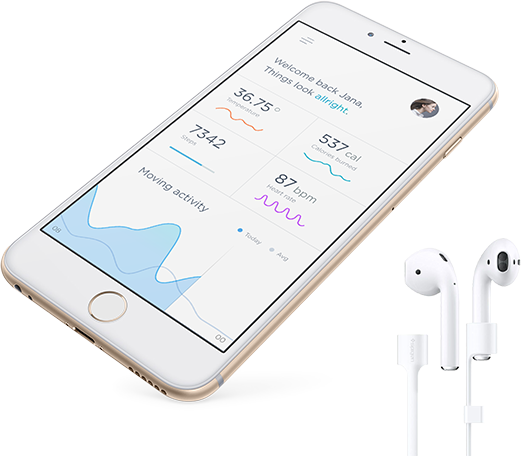 Welcome back Jana,
Things look allright.
36.75 °
Temperature
537 cal
Calories burned
7342
Steps
87 bpm
Heart rate
Moving activity
Today
Avg
09
00